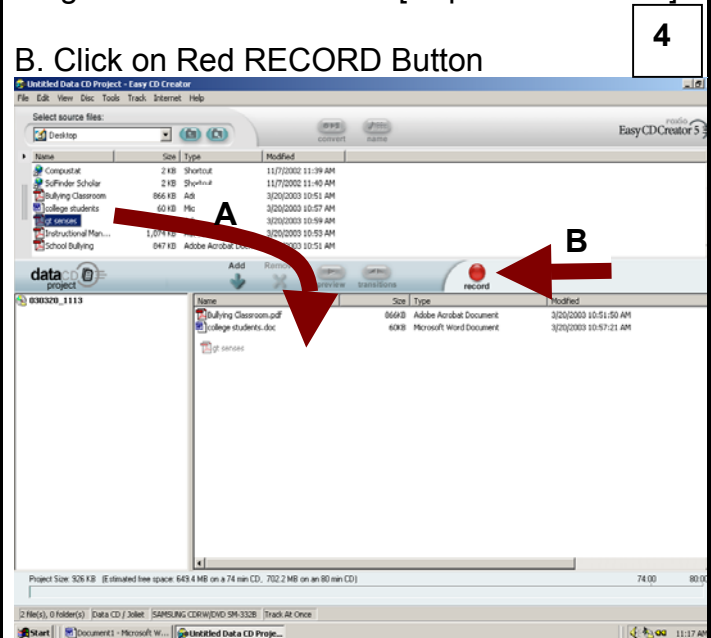 4
B. Click on Red RECORD Button
Untitled Data CD Project - Easy CD Creator
File Edit View Disc Tools Track Internet Help
Select source files:
Desktop
convert
name
roxio
Easy CD Creator 5
Name Size Type Modified
Compustat 2 KB Shortcut 11/7/2002 11:39 AM
SciFinder Scholar 2 KB Shortcut 11/7/2002 11:40 AM
Bullying Classroom 866 KB Ad 3/20/2003 10:51 AM
college students 60 KB Mic 3/20/2003 10:57 AM
gt senses 10:59 AM
Instructional Man... 1,074 KB 3/20/2003 10:53 AM
School Bullying 847 KB Adobe Acrobat Doc 2003 10:51 AM
A
B
data CD project
Add
preview
transitions
record
030320_1113
Name Size Type Modified
Bullying Classroom.pdf 866KB Adobe Acrobat Document 3/20/2003 10:51:50 AM
college students.doc 60KB Microsoft Word Document 3/20/2003 10:57:21 AM
gt senses
Project Size: 926 KB (Estimated free space: 649.4 MB on a 74 min CD, 702.2 MB on an 80 min CD)
74:00 80:00
2 File(s), 0 folder(s) Data CD / Joliet SAMSUNG CDRW/DVD SM-332B Track At Once
Start Document1 - Microsoft W... Untitled Data CD Proje... 11:17 AM